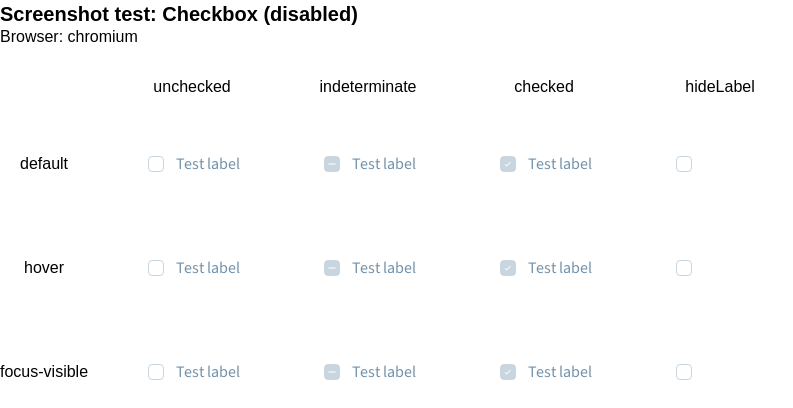 Screenshot test: Checkbox (disabled)
Browser: chromium
unchecked indeterminate checked hideLabel
default Test label Test label Test label
hover Test label Test label Test label
focus-visible Test label Test label Test label